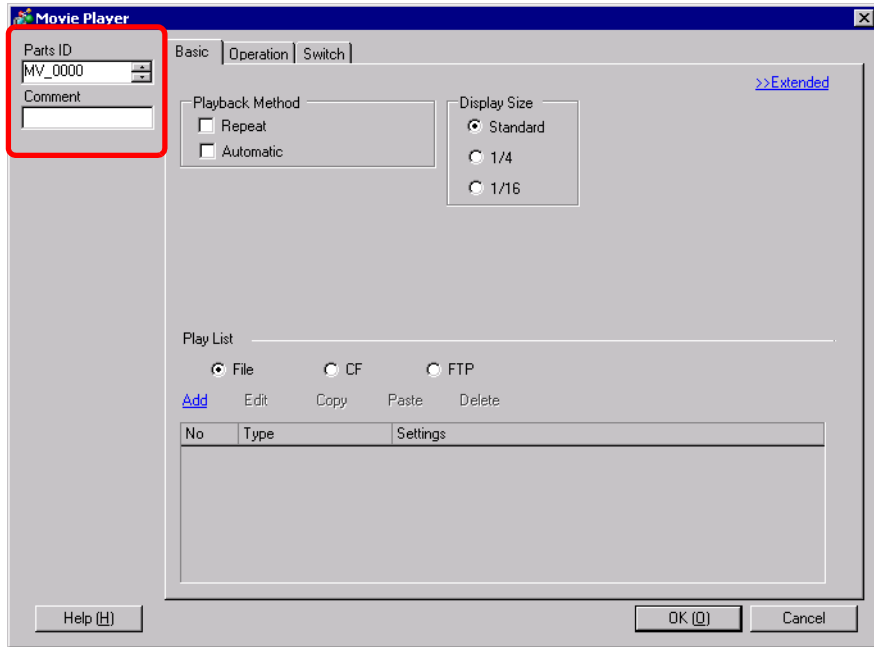 Movie Player
Parts ID
MV_0000
Comment
Basic Operation Switch
>>Extended
Playback Method
Repeat
Automatic
Display Size
Standard
1/4
1/16
Play List
File CF FTP
Add Edit Copy Paste Delete
No Type Settings
Help (H) OK (O) Cancel